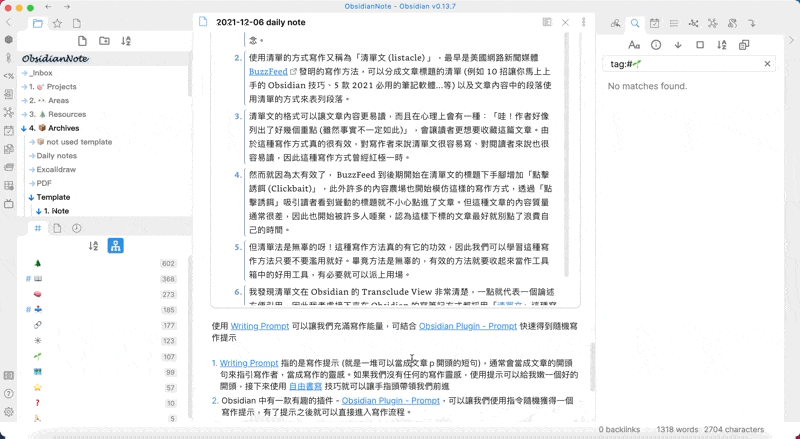 ObsidianNote - Obsidian v0.13.7
ObsidianNote
_Inbox
1. Projects
2. Areas
3. Resources
4. Archives
not used template
Daily notes
Excalidraw
PDF
Template
1. Note
602
368
273
185
177
123
107
99
57
10
5
2021-12-06 daily note
念。
2. 使用清單的方式寫作又稱為「清單文 (listacle) 」，最早是美國網路新聞媒體
BuzzFeed 發明的寫作方法，可以分成文章標題的清單 (例如 10 招讓你馬上上
手的 Obsidian 技巧、5 款 2021 必用的筆記軟體...等) 以及文章內容中的段落使
用清單的方式來表列段落。
3. 清單文的格式可以讓文章內容更易讀，而且在心理上會有一種：「哇！作者好像
列出了好幾個重點 (雖然事實不一定如此)」，會讓讀者更想要收藏這篇文章。由
於這種寫作方式真的很有效，對寫作者來說清單文很容易寫、對閱讀者來說也很
容易讀，因此這種寫作方式曾經紅極一時。
4. 然而就因為太有效了， BuzzFeed 到後期開始在清單文的標題下手腳增加「點擊
誘餌 (Clickbait)」，此外許多的內容農場也開始模仿這樣的寫作方式，透過「點
擊誘餌」吸引讀者看到聳動的標題就不小心點進了文章。但這種文章的內容質量
通常很差，因此也開始被許多人唾棄，認為這樣下標的文章最好就別點了浪費自
己的時間。
5. 但清單法是無辜的呀！這種寫作方法真的有它的功效，因此我們可以學習這種寫
作方法只要不要濫用就好。畢竟方法是無辜的，有效的方法就要收起來當作工具
箱中的好用工具，有必要就可以派上用場。
6. 我發現清單文在 Obsidian 的 Transclude View 非常清楚，一點就代表一個論述
使用 Writing Prompt 可以讓我們充滿寫作能量，可結合 Obsidian Plugin - Prompt 快速得到隨機寫
作提示
1. Writing Prompt 指的是寫作提示 (就是一堆可以當成文章 p 開頭的短句)，通常會當成文章的開頭
句來指引寫作者，當成寫作的靈感。如果我們沒有任何的寫作靈感，使用提示可以給我嫩一個好的
開頭，接下來使用 自由書寫 技巧就可以讓手指頭帶領我們前進
2. Obsidian 中有一款有趣的插件 - Obsidian Plugin - Prompt，可以讓我們使用指令隨機獲得一個
寫作提示，有了提示之後就可以直接進入寫作流程。
Aa
tag:#
No matches found.
0 backlinks 1318 words 2704 characters